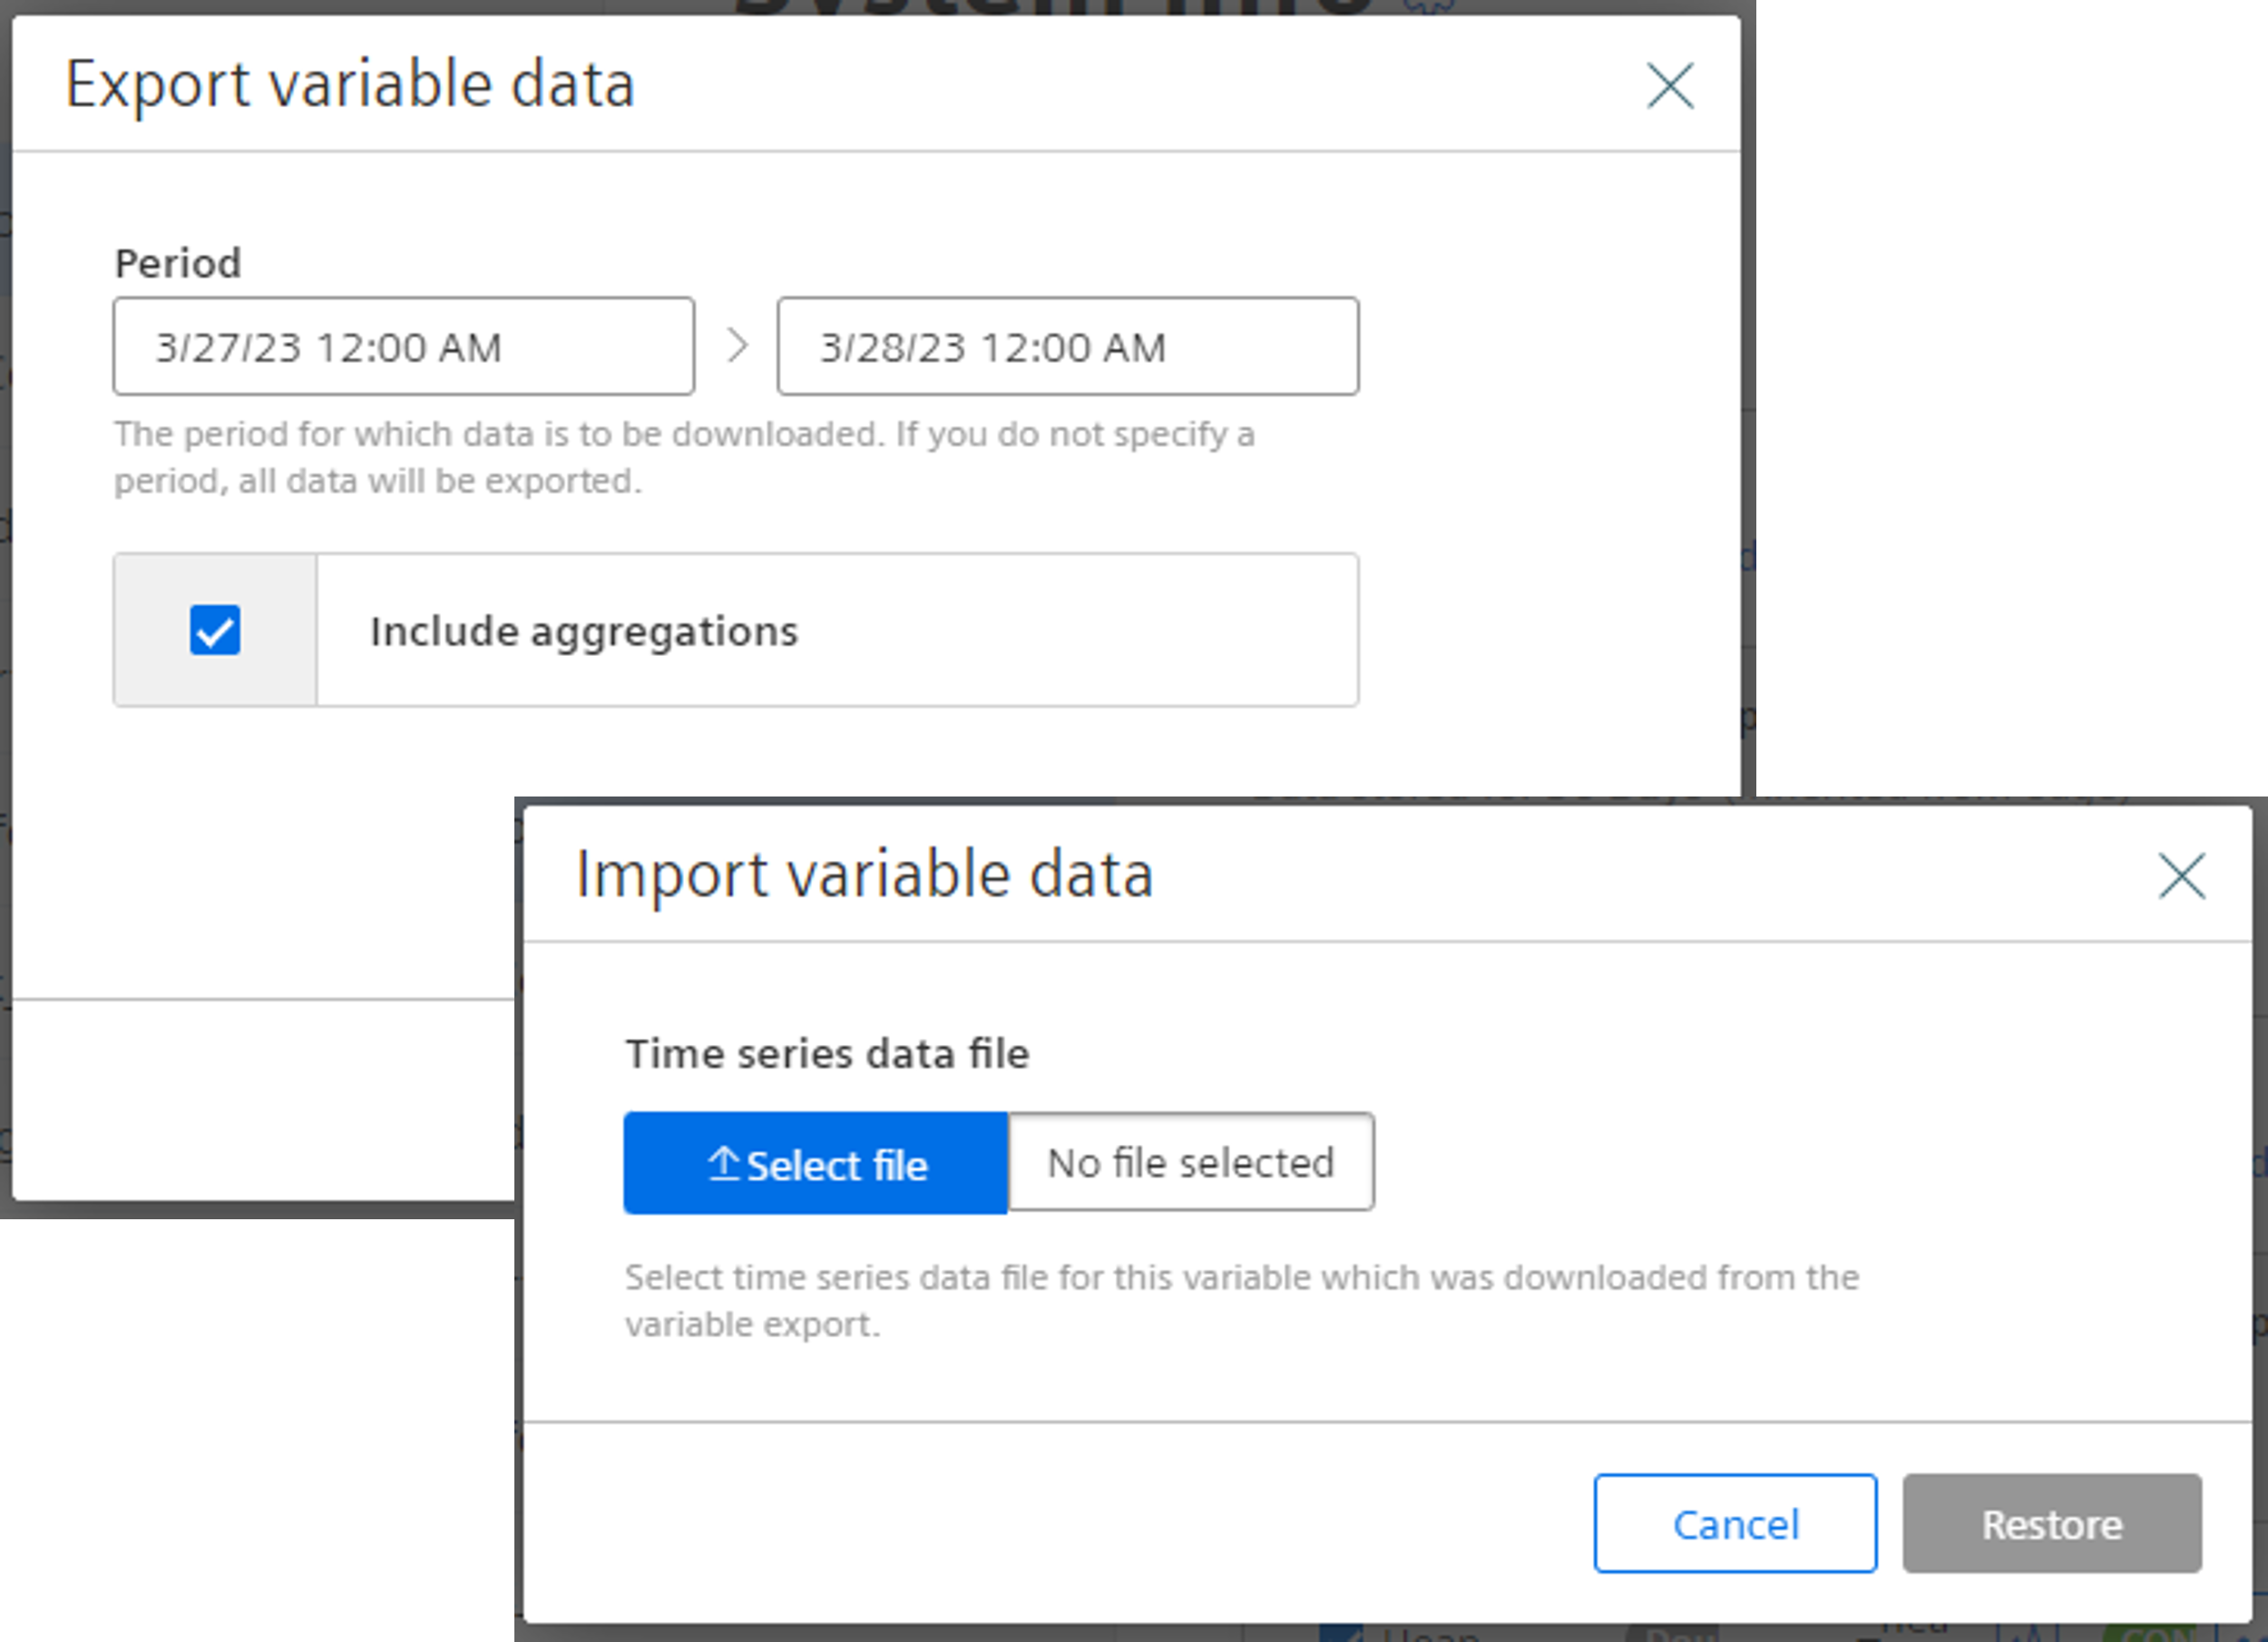 System info
Export variable data
Period
3/27/23 12:00 AM
3/28/23 12:00 AM
The period for which data is to be downloaded. If you do not specify a
period, all data will be exported.
Include aggregations
Import variable data
Time series data file
Select file
No file selected
Select time series data file for this variable which was downloaded from the
variable export.
Cancel
Restore